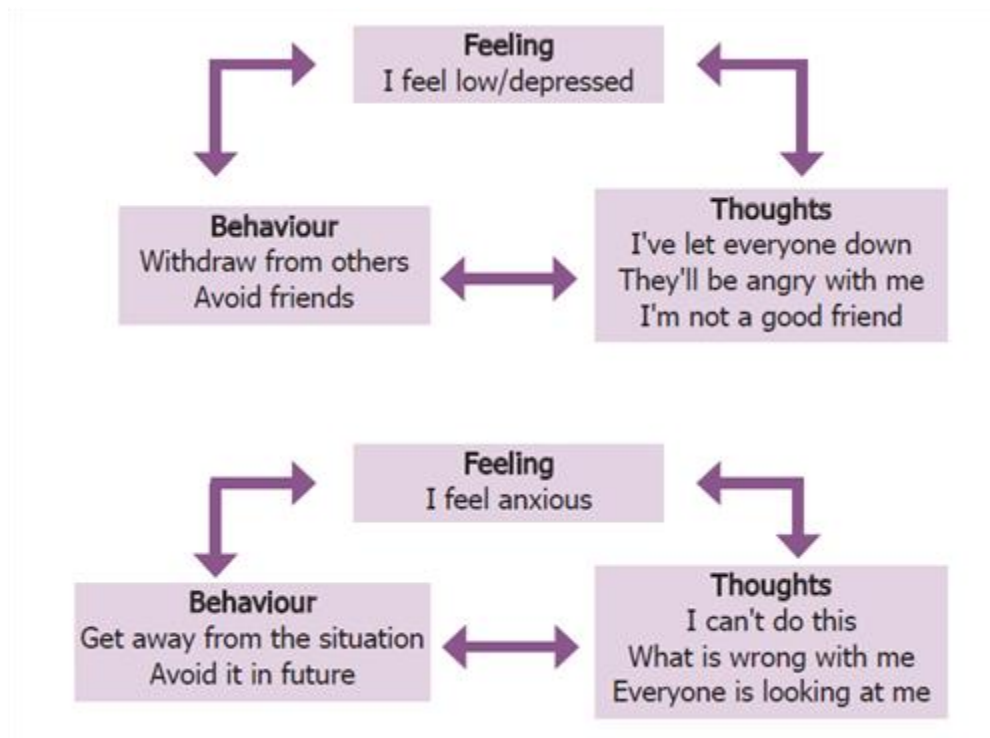 Feeling
I feel low/depressed
Behaviour
Withdraw from others
Avoid friends
Thoughts
I've let everyone down
They'll be angry with me
I'm not a good friend
Feeling
I feel anxious
Behaviour
Get away from the situation
Avoid it in future
Thoughts
I can't do this
What is wrong with me
Everyone is looking at me